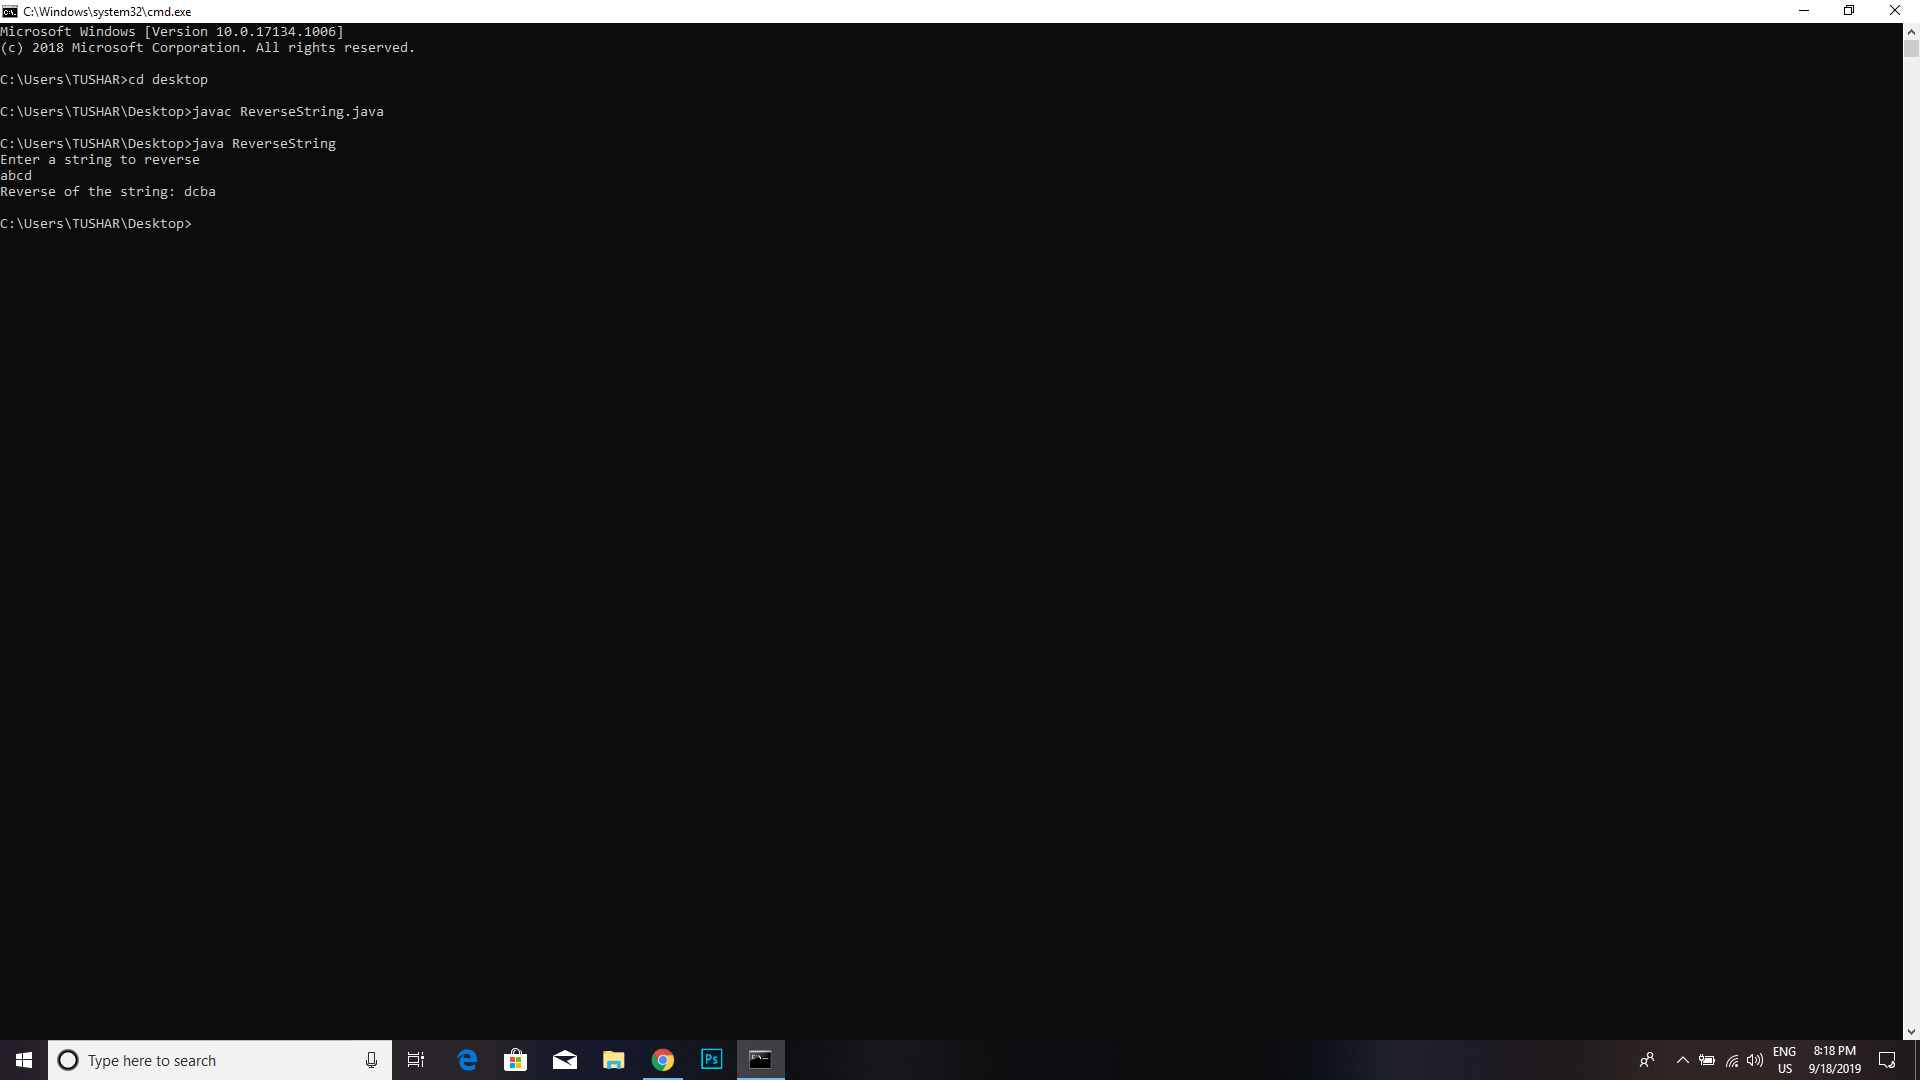 C:\Windows\system32\cmd.exe
Microsoft Windows [Version 10.0.17134.1006]
(c) 2018 Microsoft Corporation. All rights reserved.
C:\Users\TUSHAR>cd desktop
C:\Users\TUSHAR\Desktop>javac ReverseString.java
C:\Users\TUSHAR\Desktop>java ReverseString
Enter a string to reverse
abcd
Reverse of the string: dcba
C:\Users\TUSHAR\Desktop>
Type here to search
Ps
ENG
US
8:18 PM
9/18/2019